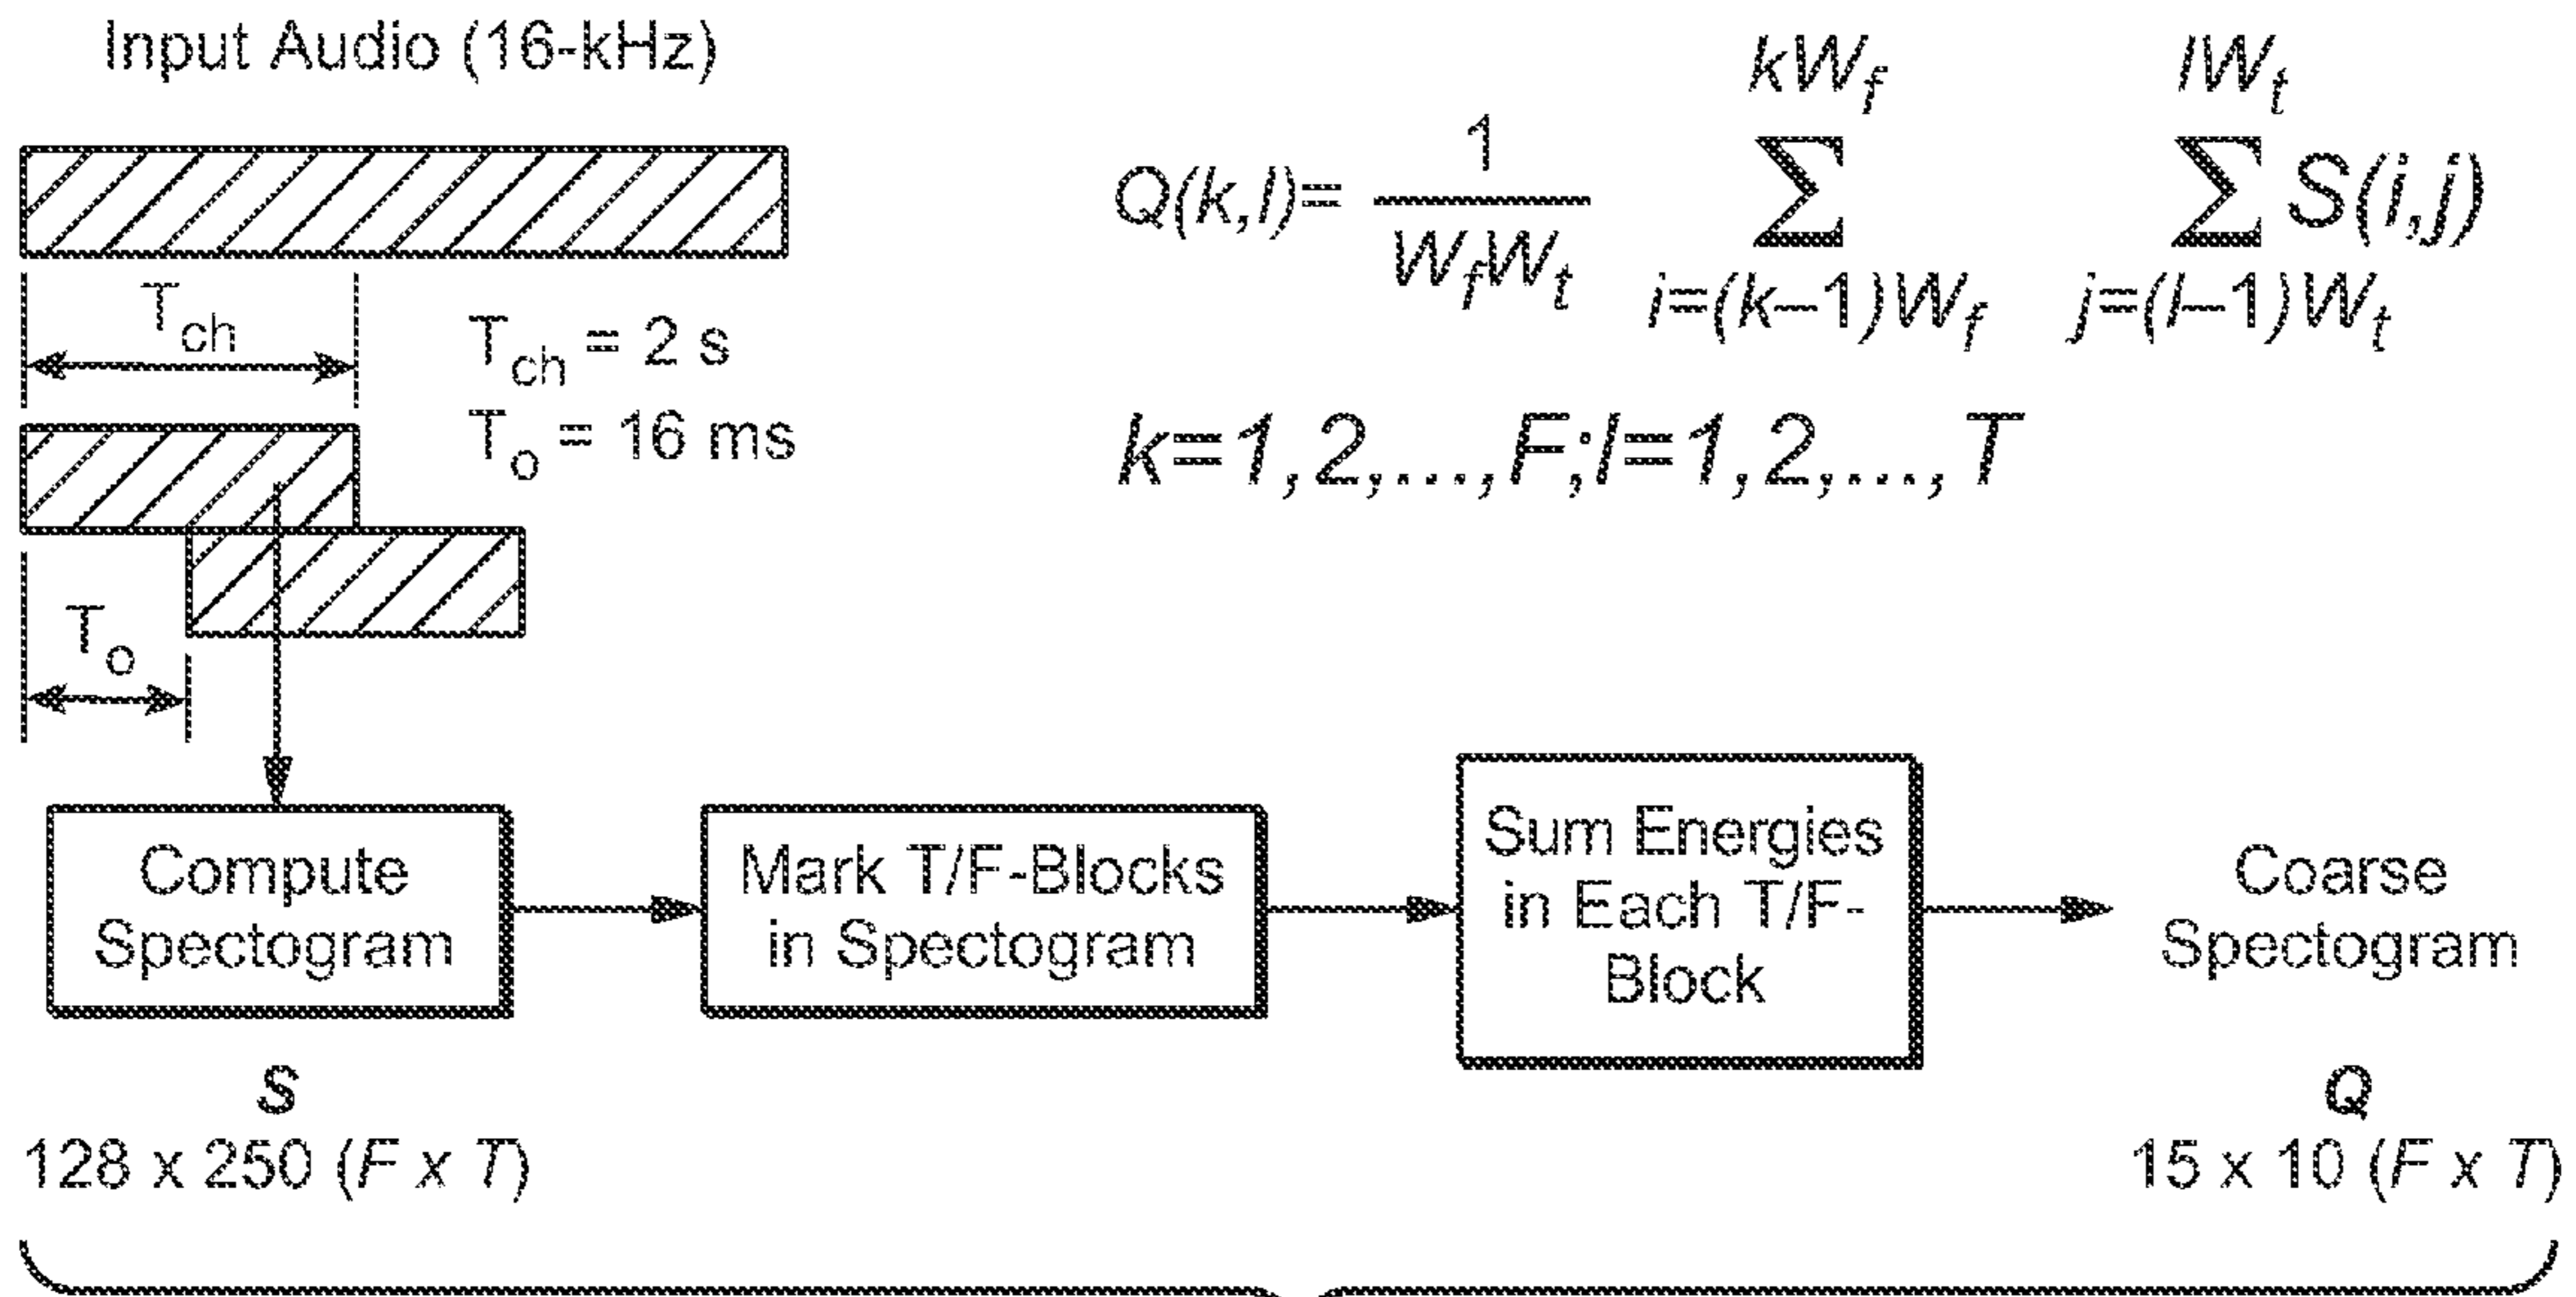 Input Audio (16-kHz)
Q(k,l)= 1/(W_f W_t) kW_f ∑ i=(k–1)W_f lW_t ∑ j=(l–1)W_t S(i,j)
k=1,2,...,F;l=1,2,...,T
T_ch
T_ch = 2 s
T_o = 16 ms
T_o
Compute
Spectogram
Mark T/F-Blocks
in Spectogram
Sum Energies
in Each T/F-
Block
Coarse
Spectogram
S
128 x 250 (F x T)
Q
15 x 10 (F x T)